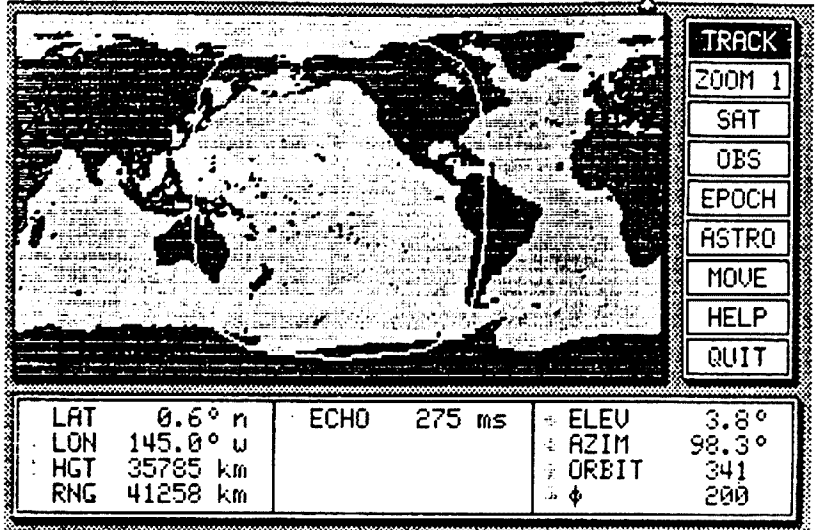 TRACK
ZOOM 1
SAT
OBS
EPOCH
ASTRO
MOVE
HELP
QUIT
LAT 0.6° n
LON 145.0° w
HGT 35785 km
RNG 41258 km
ECHO 275 ms
ELEV 3.8°
AZIM 98.3°
ORBIT 341
ϕ 200